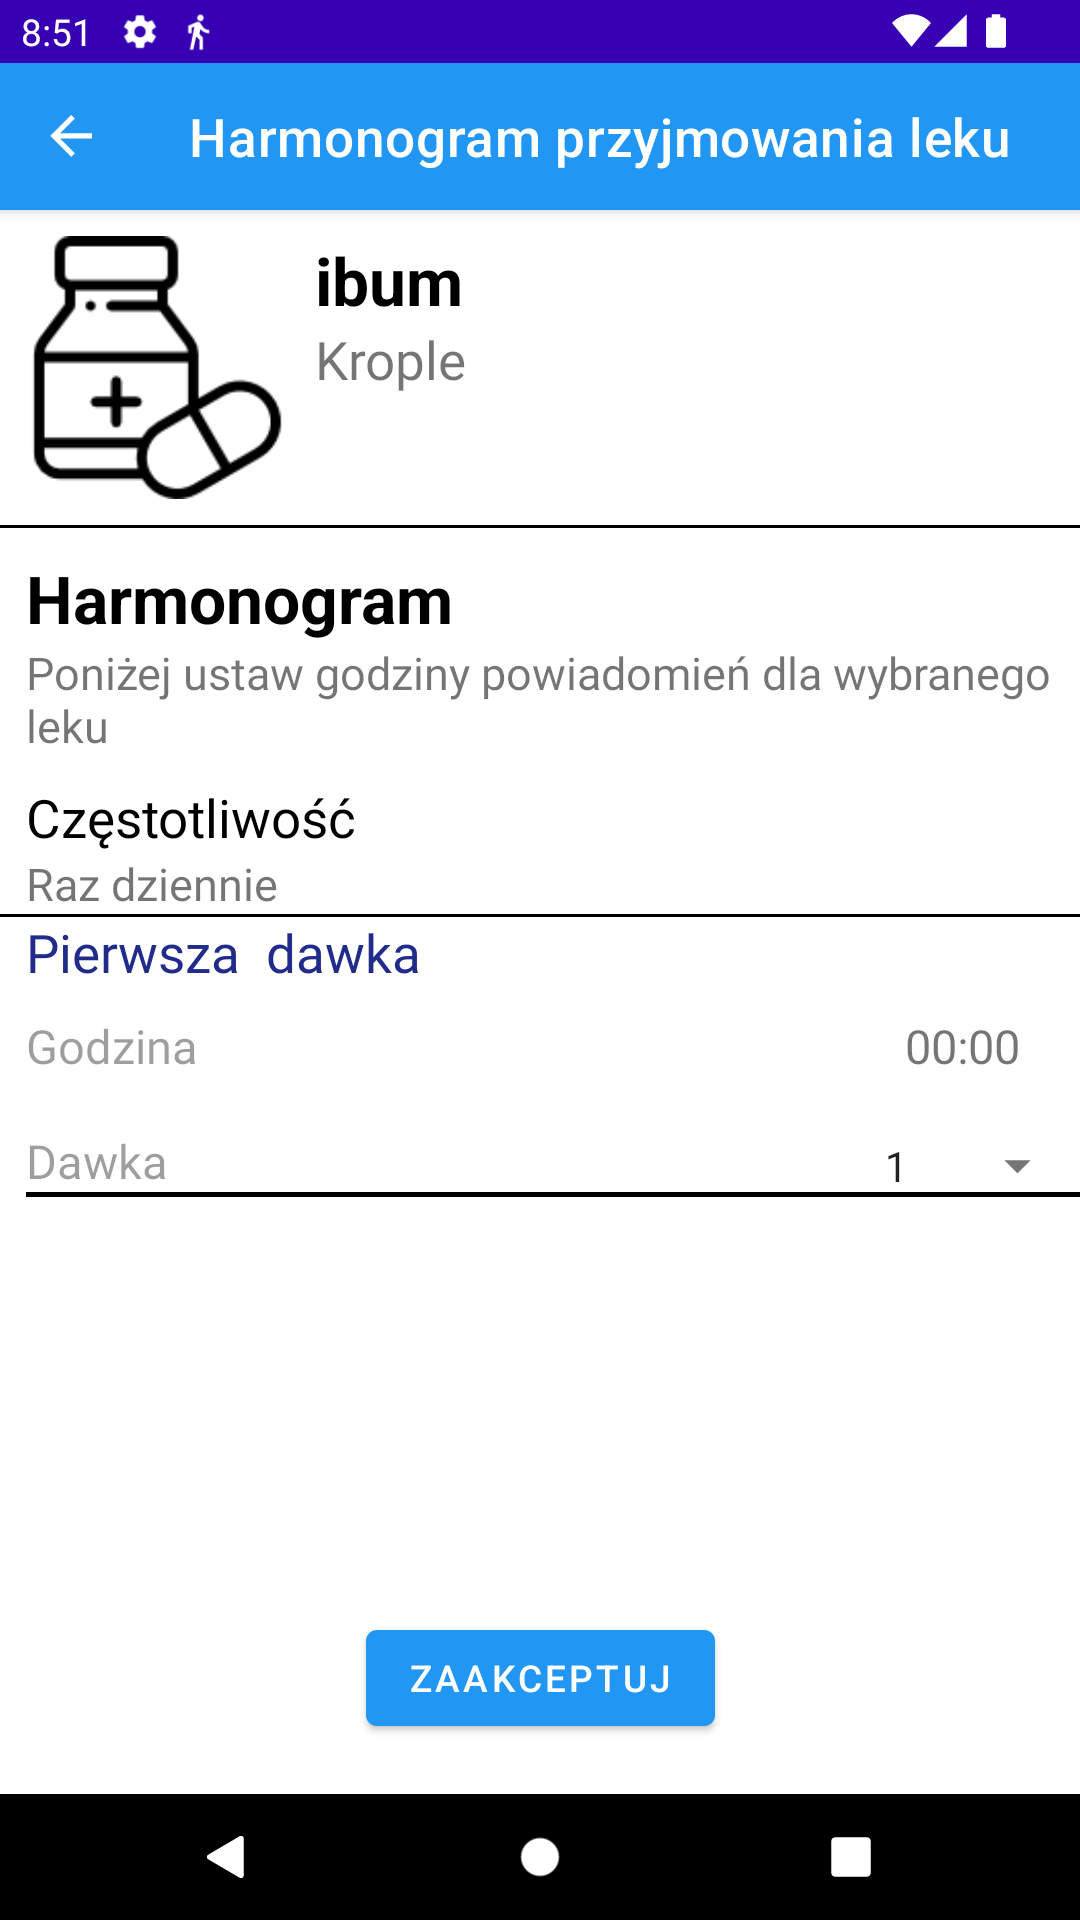 8:51
Harmonogram przyjmowania leku
ibum
Krople
Harmonogram
Poniżej ustaw godziny powiadomień dla wybranego
leku
Częstotliwość
Raz dziennie
Pierwsza dawka
Godzina 00:00
Dawka 1
ZAAKCEPTUJ